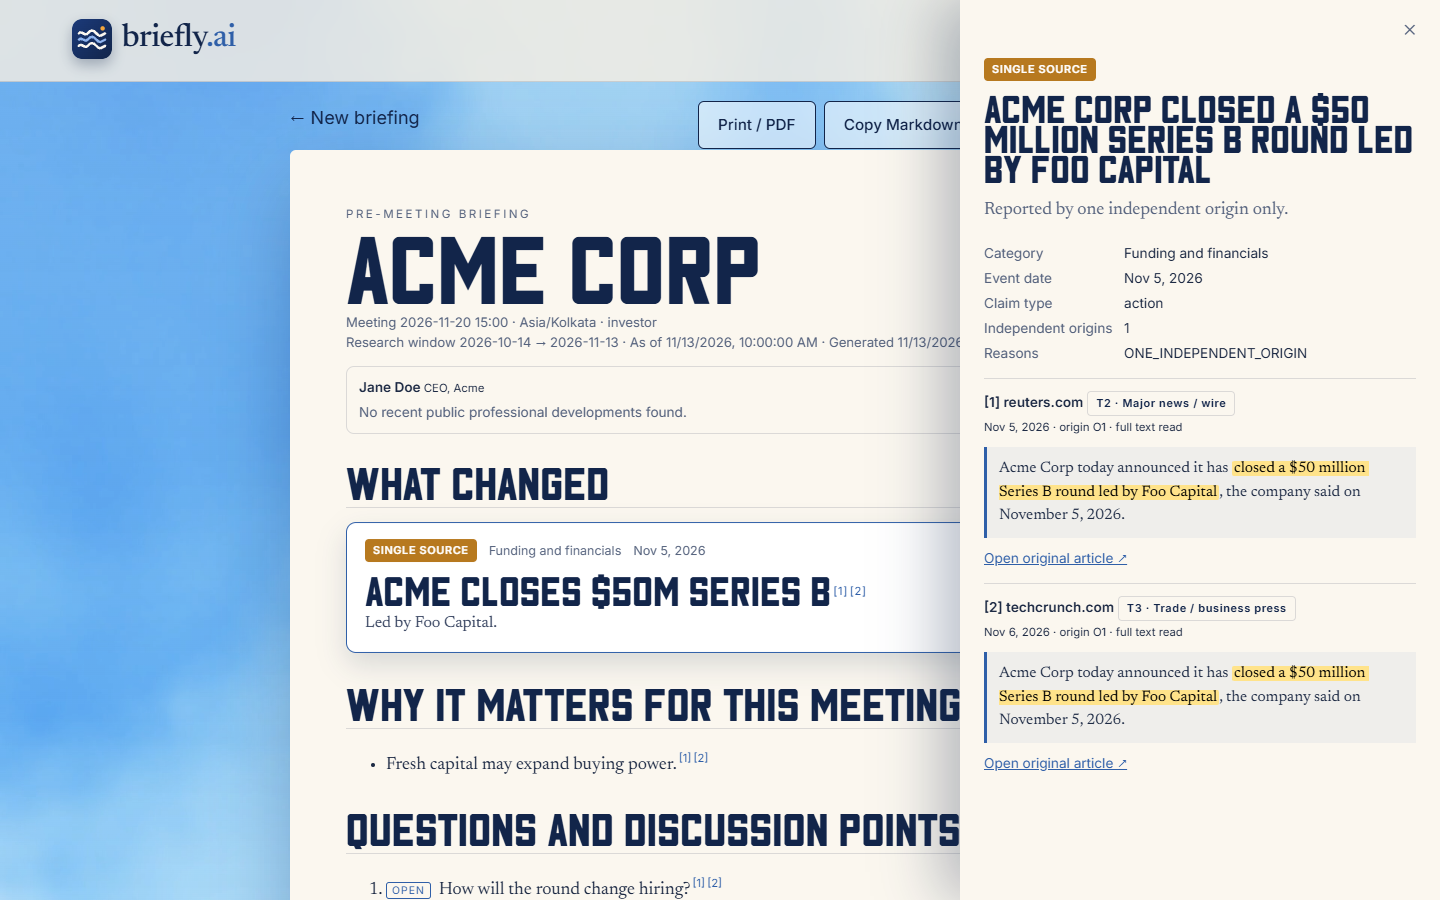 briefly.ai
← New briefing
Print / PDF
Copy Markdown
PRE-MEETING BRIEFING
ACME CORP
Meeting 2026-11-20 15:00 · Asia/Kolkata · investor
Research window 2026-10-14 → 2026-11-13 · As of 11/13/2026, 10:00:00 AM · Generated 11/13/2026
Jane Doe CEO, Acme
No recent public professional developments found.
WHAT CHANGED
SINGLE SOURCE Funding and financials Nov 5, 2026
ACME CLOSES $50M SERIES B [1] [2]
Led by Foo Capital.
WHY IT MATTERS FOR THIS MEETING
• Fresh capital may expand buying power. [1] [2]
QUESTIONS AND DISCUSSION POINTS
1. OPEN How will the round change hiring? [1] [2]
×
SINGLE SOURCE
ACME CORP CLOSED A $50
MILLION SERIES B ROUND LED
BY FOO CAPITAL
Reported by one independent origin only.
Category Funding and financials
Event date Nov 5, 2026
Claim type action
Independent origins 1
Reasons ONE_INDEPENDENT_ORIGIN
[1] reuters.com T2 · Major news / wire
Nov 5, 2026 · origin O1 · full text read
Acme Corp today announced it has closed a $50 million
Series B round led by Foo Capital, the company said on
November 5, 2026.
Open original article ↗
[2] techcrunch.com T3 · Trade / business press
Nov 6, 2026 · origin O1 · full text read
Acme Corp today announced it has closed a $50 million
Series B round led by Foo Capital, the company said on
November 5, 2026.
Open original article ↗